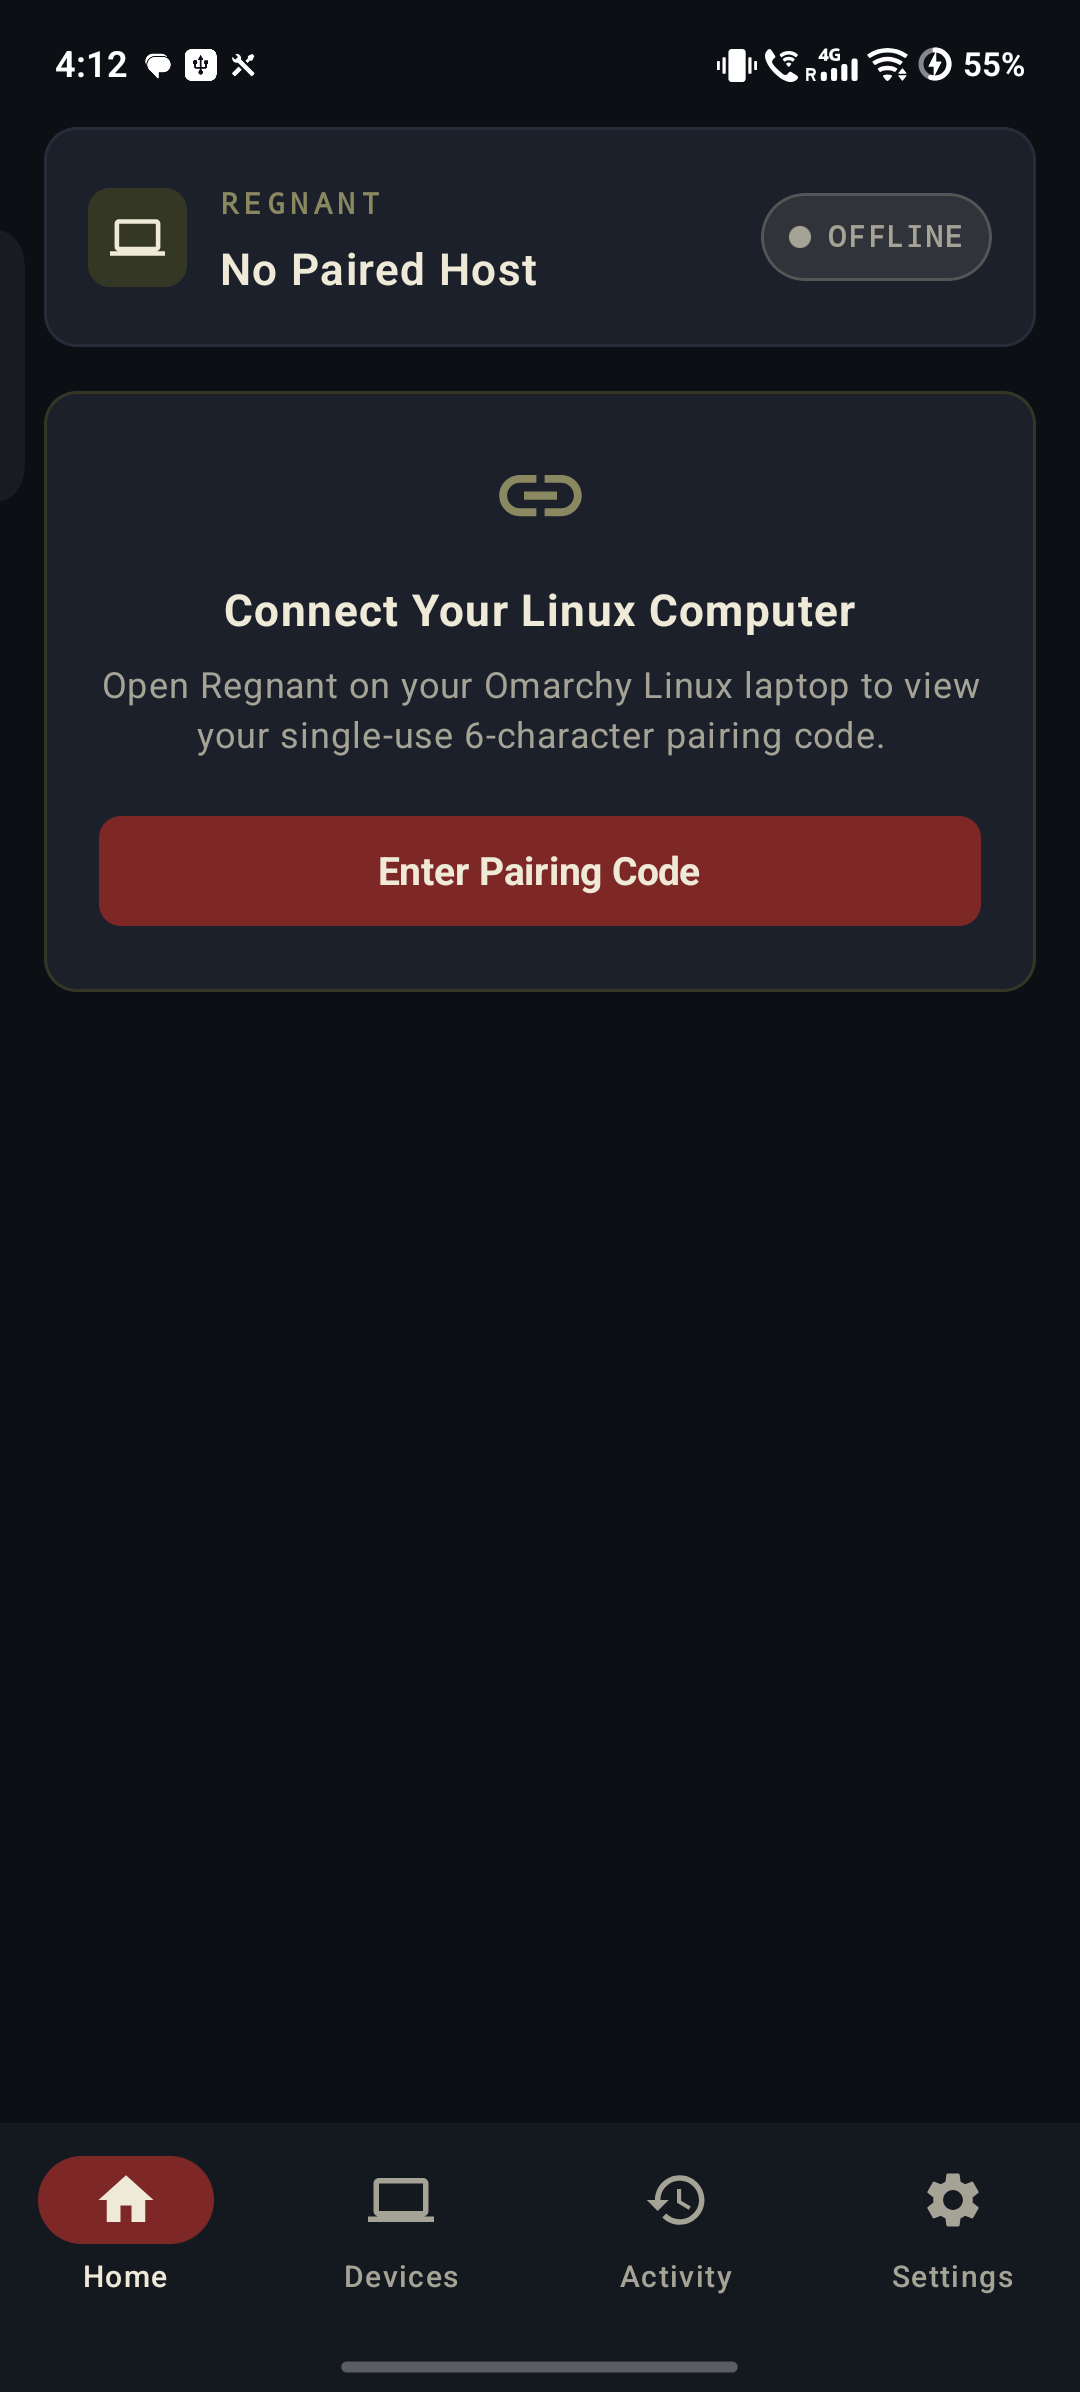 4:12
4G
R
55%
REGNANT
No Paired Host
OFFLINE
Connect Your Linux Computer
Open Regnant on your Omarchy Linux laptop to view
your single-use 6-character pairing code.
Enter Pairing Code
Home
Devices
Activity
Settings